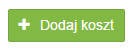 + Dodaj koszt